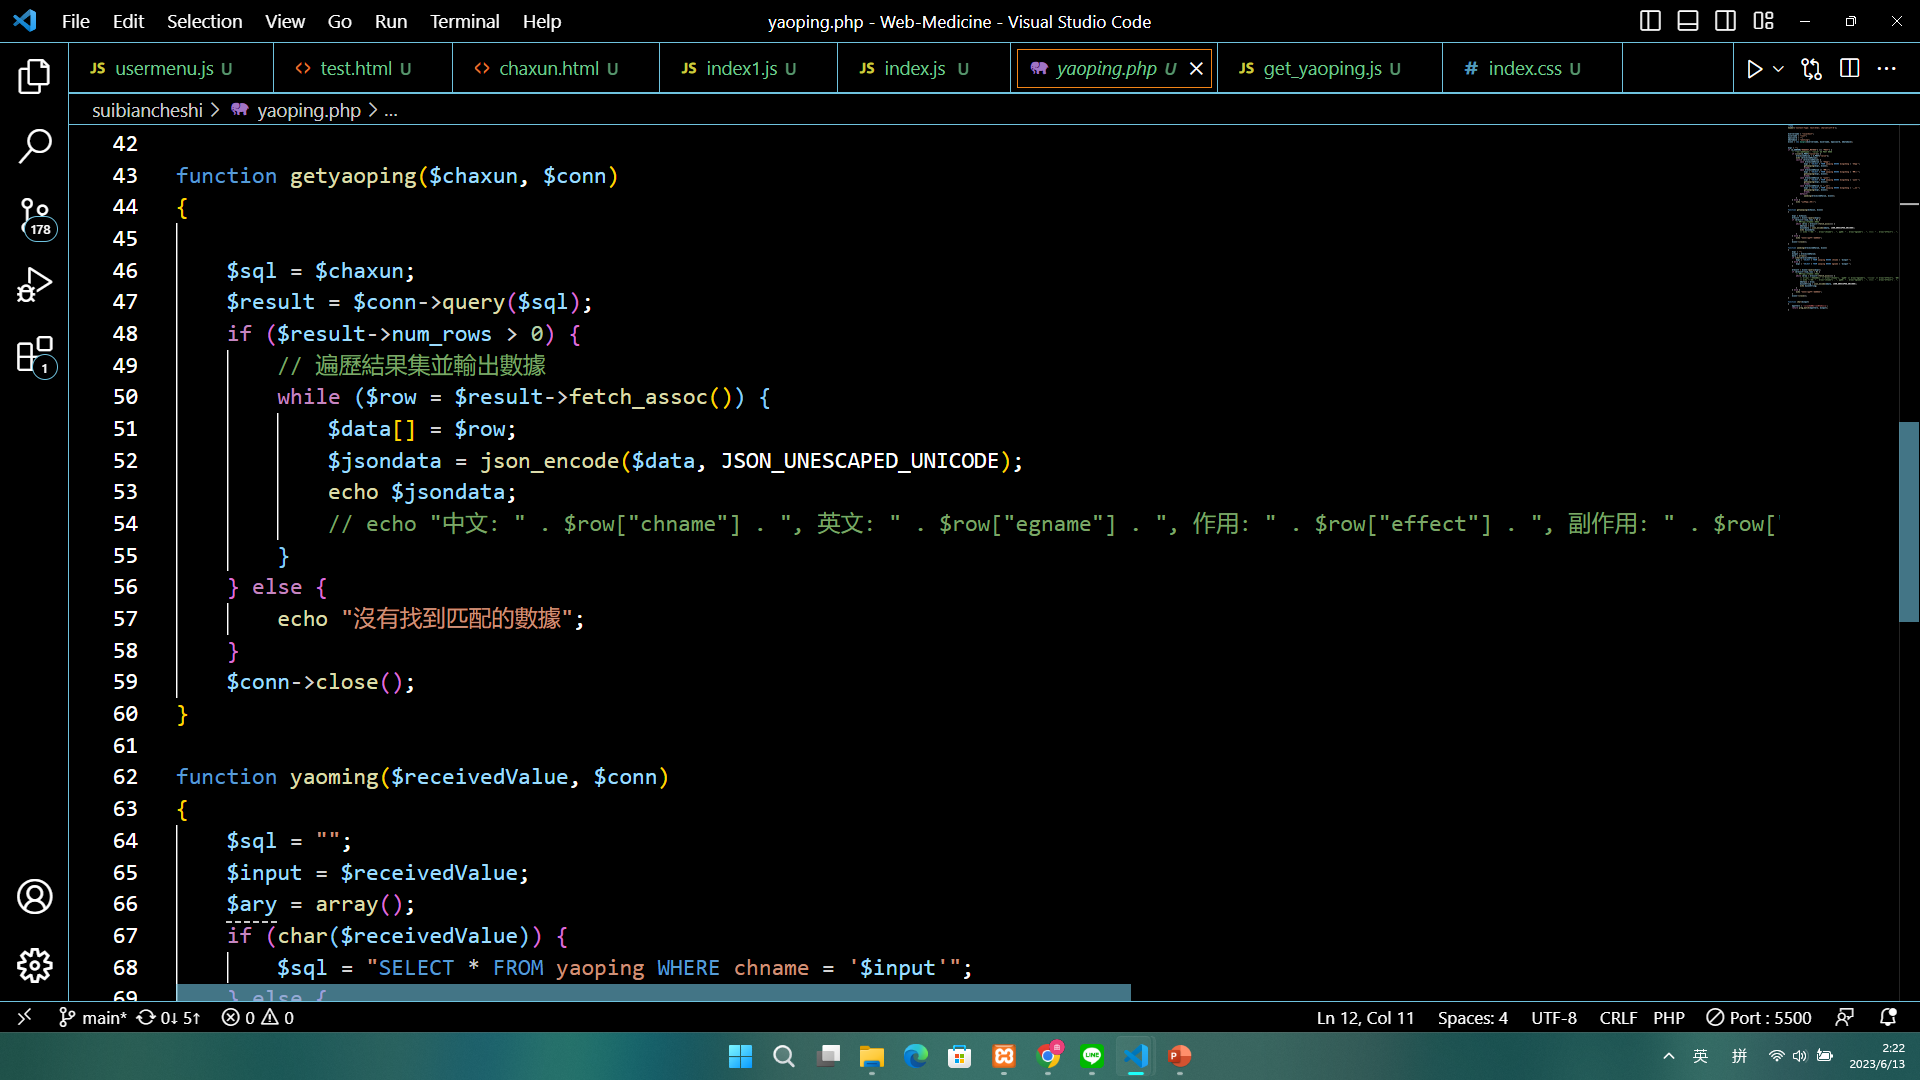 File Edit Selection View Go Run Terminal Help
yaoping.php - Web-Medicine - Visual Studio Code
JS usermenu.js U
<> test.html U
<> chaxun.html U
JS index1.js U
JS index.js U
yaoping.php U
JS get_yaoping.js U
# index.css U
suibiancheshi > yaoping.php > ...
42
43 function getyaoping($chaxun, $conn)
44 {
45
46 $sql = $chaxun;
47 $result = $conn->query($sql);
48 if ($result->num_rows > 0) {
49 // 遍歷結果集並輸出數據
50 while ($row = $result->fetch_assoc()) {
51 $data[] = $row;
52 $jsondata = json_encode($data, JSON_UNESCAPED_UNICODE);
53 echo $jsondata;
54 // echo "中文: " . $row["chname"] . ", 英文: " . $row["egname"] . ", 作用: " . $row["effect"] . ", 副作用: " . $row["
55 }
56 } else {
57 echo "沒有找到匹配的數據";
58 }
59 $conn->close();
60 }
61
62 function yaoming($receivedValue, $conn)
63 {
64 $sql = "";
65 $input = $receivedValue;
66 $ary = array();
67 if (char($receivedValue)) {
68 $sql = "SELECT * FROM yaoping WHERE chname = '$input'";
69 } else {
178
1
main* 0↓ 5↑ 0 0
Ln 12, Col 11 Spaces: 4 UTF-8 CRLF PHP Port : 5500
英 拼
2:22
2023/6/13